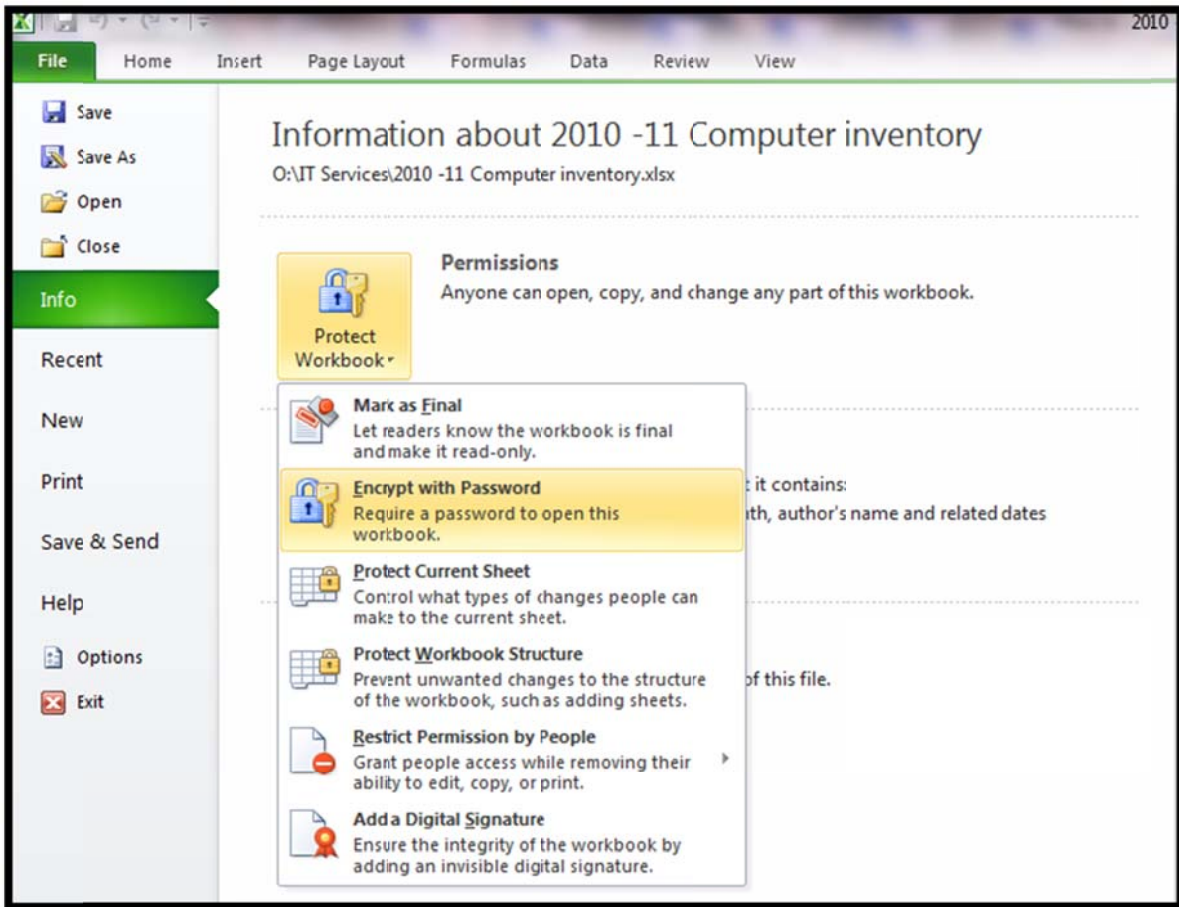 2010
File Home Insert Page Layout Formulas Data Review View
Save
Save As
Open
Close
Info
Recent
New
Print
Save & Send
Help
Options
Exit
Information about 2010 -11 Computer inventory
O:\IT Services\2010 -11 Computer inventory.xlsx
Protect
Workbook
Permissions
Anyone can open, copy, and change any part of this workbook.
Mark as Final
Let readers know the workbook is final
and make it read-only.
Encrypt with Password
Require a password to open this
workbook.
Protect Current Sheet
Control what types of changes people can
make to the current sheet.
Protect Workbook Structure
Prevent unwanted changes to the structure
of the workbook, such as adding sheets.
Restrict Permission by People
Grant people access while removing their
ability to edit, copy, or print.
Add a Digital Signature
Ensure the integrity of the workbook by
adding an invisible digital signature.
it contains:
author's name and related dates
of this file.